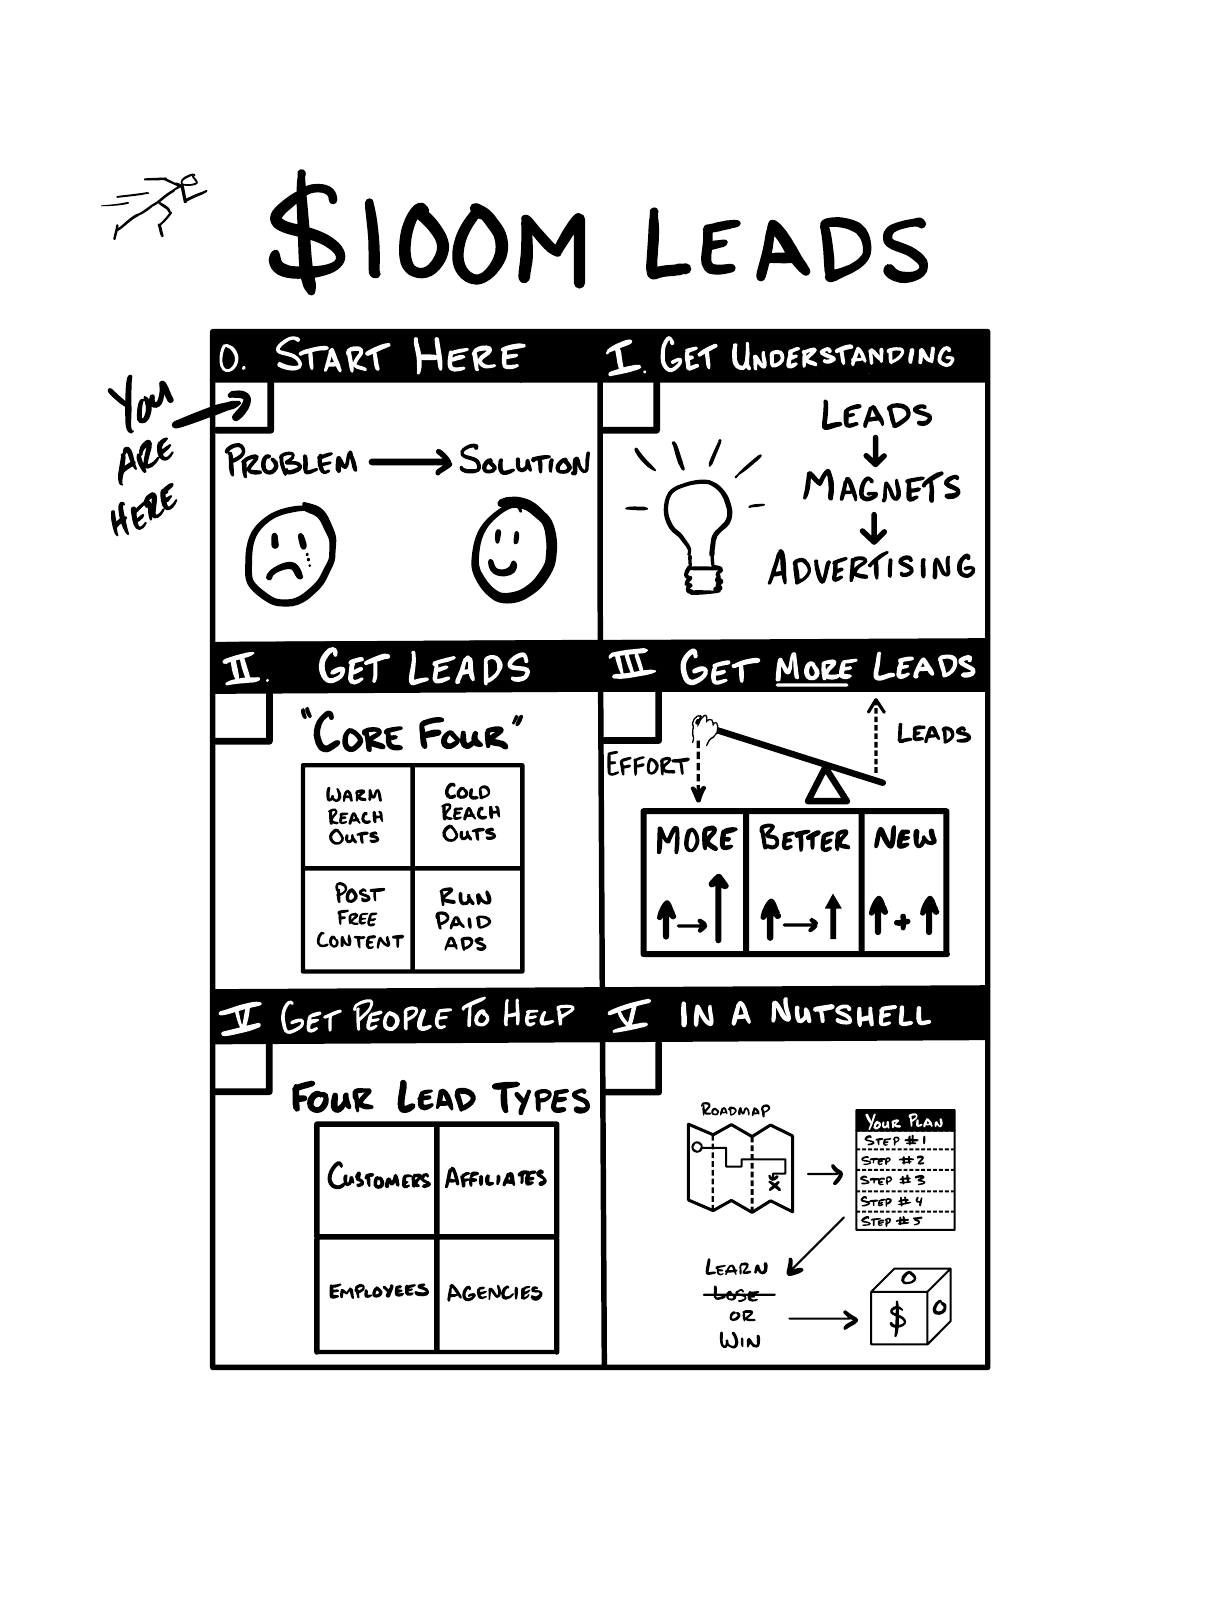 $100M LEADS
YOU
ARE
HERE
0. START HERE
PROBLEM → SOLUTION
I. GET UNDERSTANDING
LEADS
↓
MAGNETS
↓
ADVERTISING
II. GET LEADS
"CORE FOUR"
WARM
REACH
OUTS
COLD
REACH
OUTS
POST
FREE
CONTENT
RUN
PAID
ADS
III GET MORE LEADS
EFFORT
LEADS
MORE
BETTER
NEW
+
IV GET PEOPLE TO HELP
FOUR LEAD TYPES
CUSTOMERS
AFFILIATES
EMPLOYEES
AGENCIES
V IN A NUTSHELL
ROADMAP
X
YOUR PLAN
STEP #1
STEP #2
STEP #3
STEP #4
STEP #5
LEARN
LOSE
OR
WIN
$